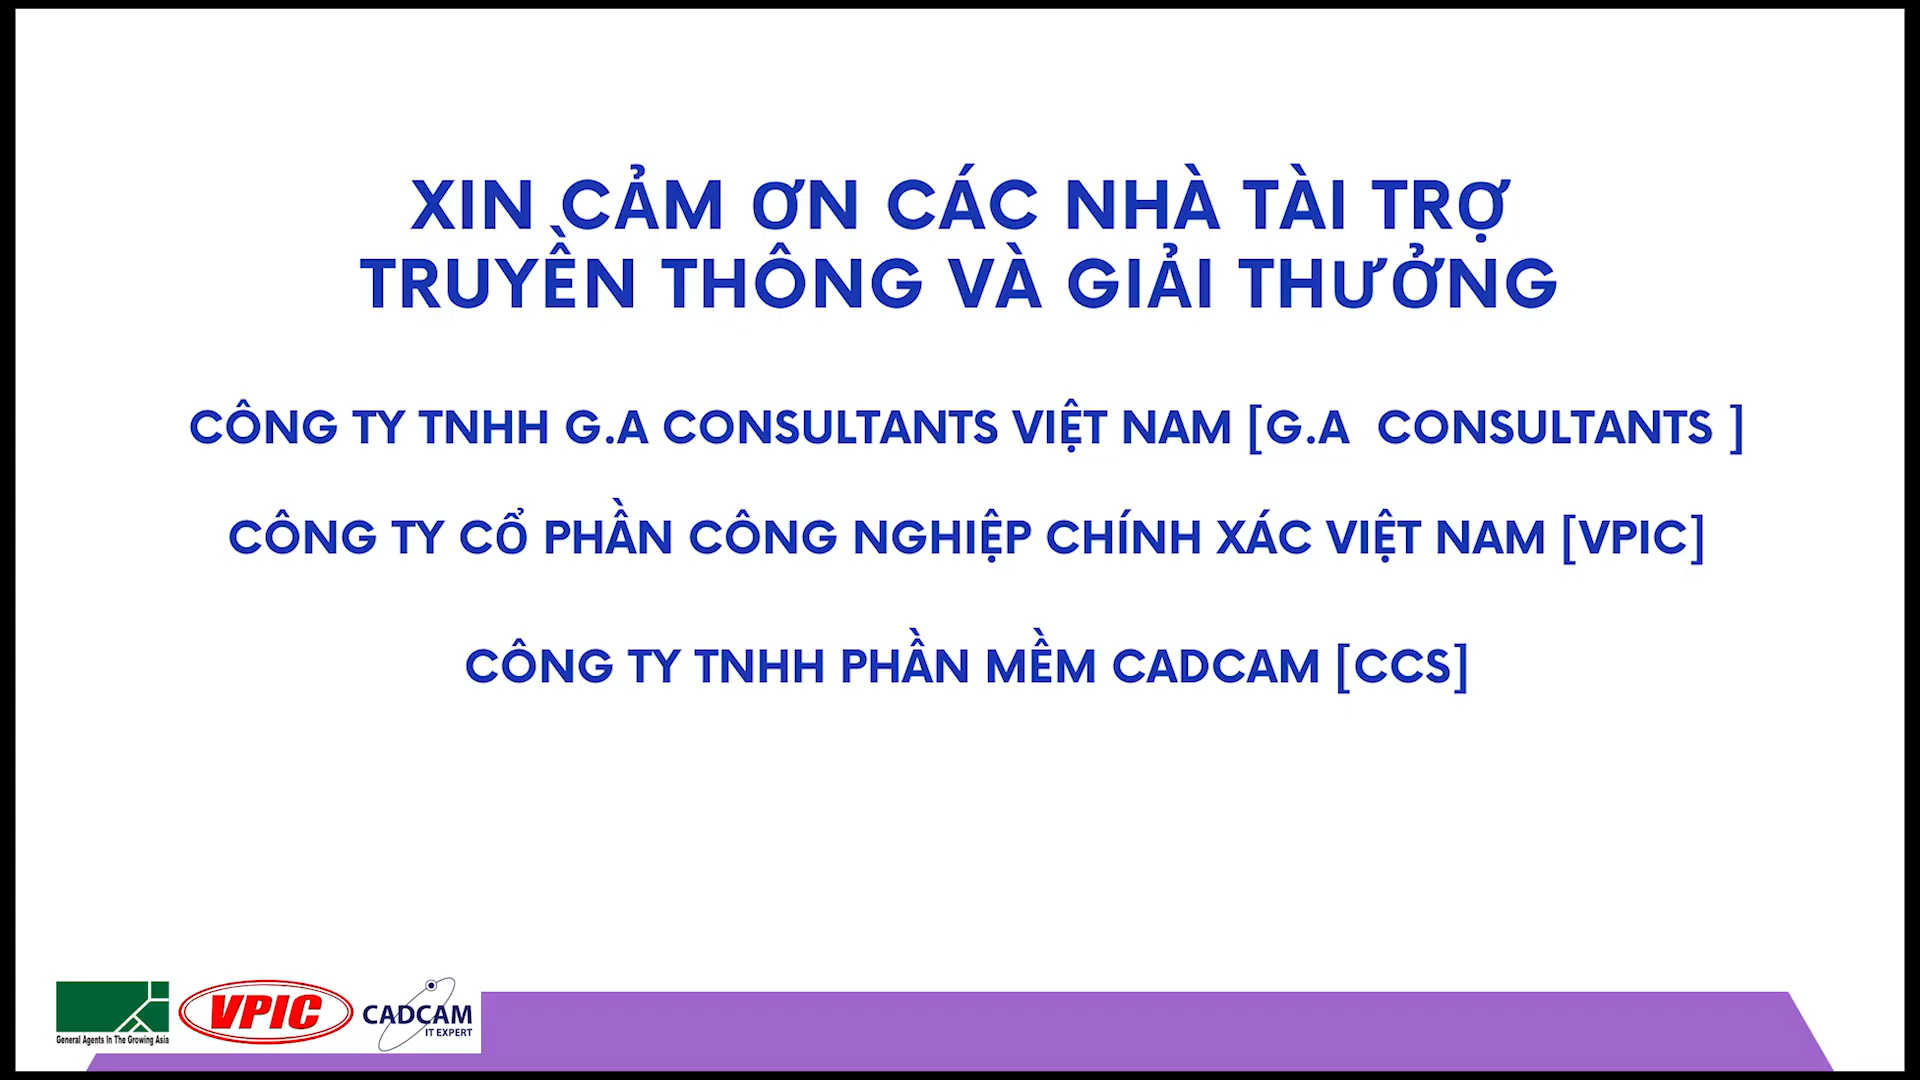 XIN CẢM ƠN CÁC NHÀ TÀI TRỢ
TRUYỀN THÔNG VÀ GIẢI THƯỞNG
CÔNG TY TNHH G.A CONSULTANTS VIỆT NAM [G.A  CONSULTANTS ]
CÔNG TY CỔ PHẦN CÔNG NGHIỆP CHÍNH XÁC VIỆT NAM [VPIC]
CÔNG TY TNHH PHẦN MỀM CADCAM [CCS]
General Agents In The Growing Asia
VPIC
CADCAM
IT EXPERT